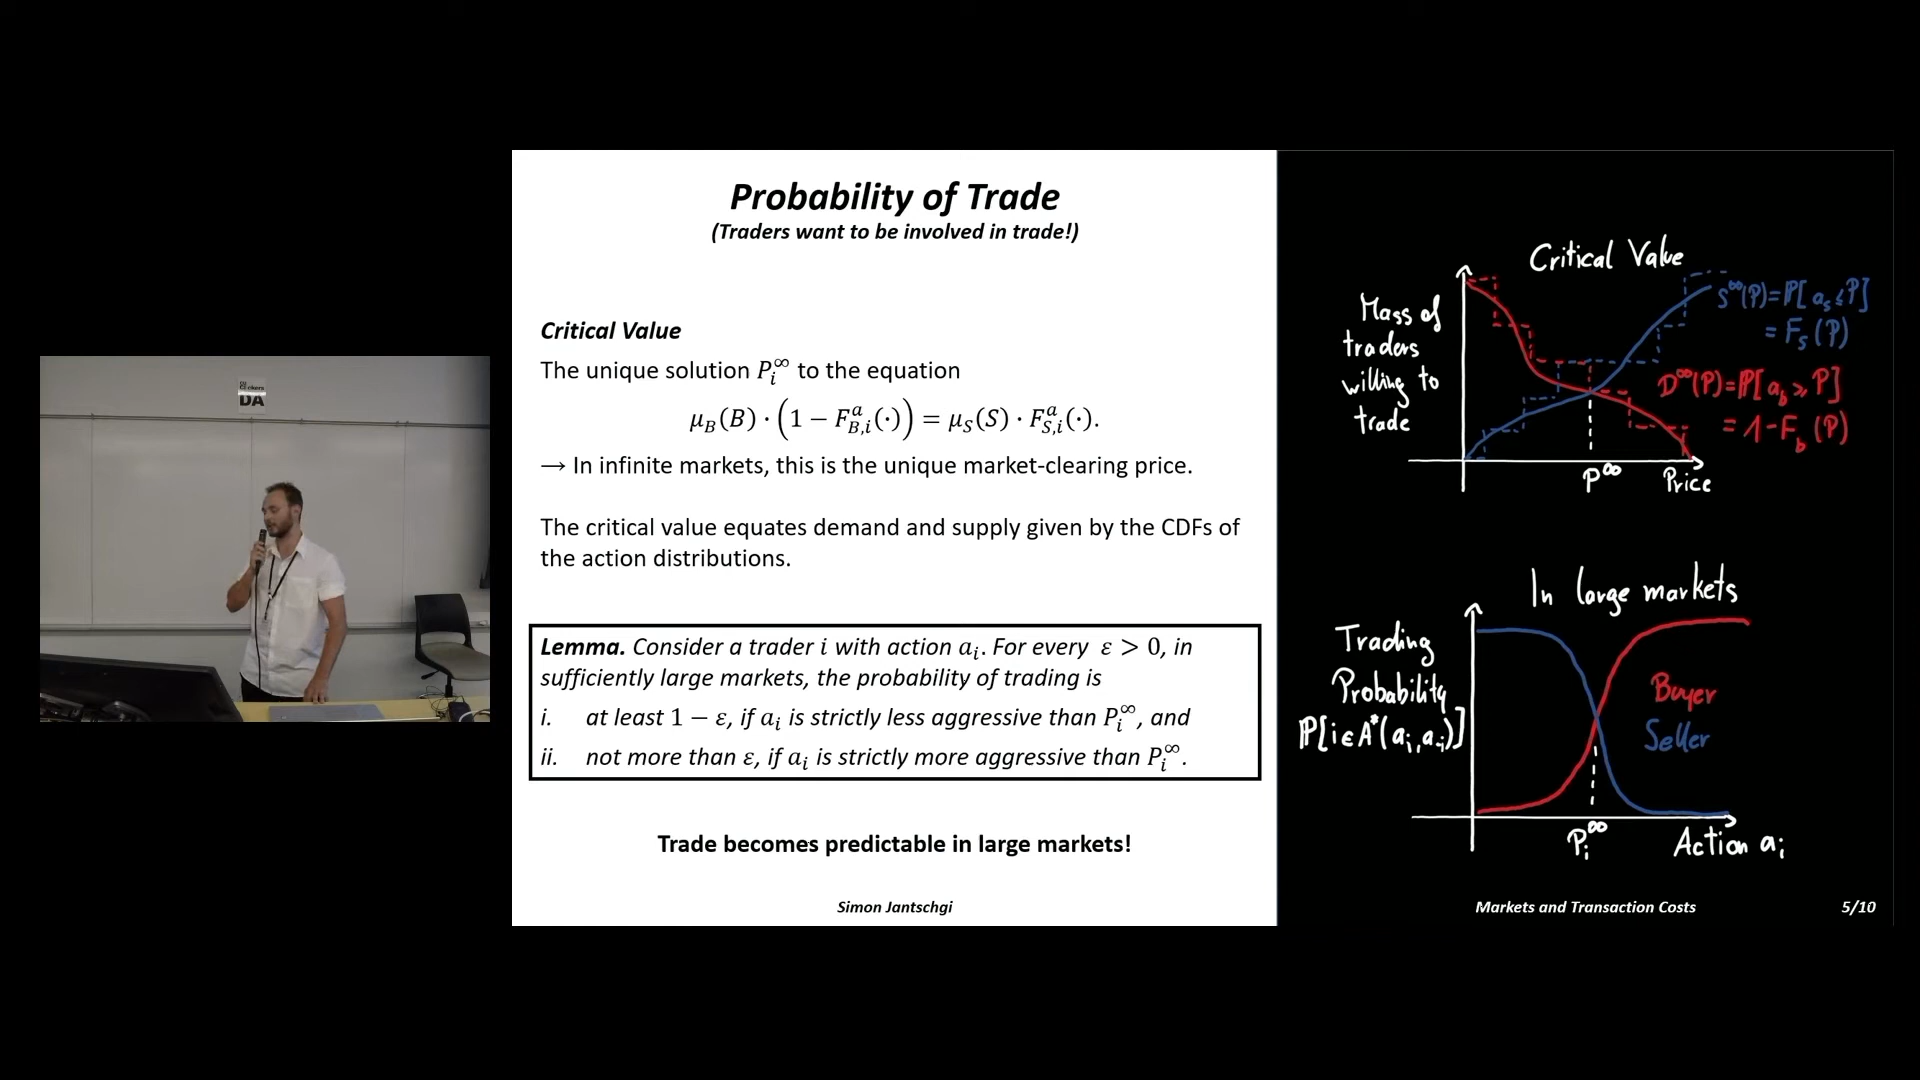 Probability of Trade
(Traders want to be involved in trade!)
Critical Value
The unique solution P_i^∞ to the equation
μ_B(B) · (1 − F^a_{B,i}(·)) = μ_S(S) · F^a_{S,i}(·).
→ In infinite markets, this is the unique market-clearing price.
The critical value equates demand and supply given by the CDFs of
the action distributions.
Lemma. Consider a trader i with action a_i. For every ε > 0, in
sufficiently large markets, the probability of trading is
i. at least 1 − ε, if a_i is strictly less aggressive than P_i^∞, and
ii. not more than ε, if a_i is strictly more aggressive than P_i^∞.
Trade becomes predictable in large markets!
Simon Jantschgi
Critical Value
Mass of
traders
willing to
trade
S^∞(P)=ℙ[a_s≤P]
= F_s(P)
D^∞(P)=ℙ[a_b≥P]
= 1-F_b(P)
P^∞
Price
In large markets
Trading
Probability
ℙ[i∈A*(a_i,a_-i)]
Buyer
Seller
P_i^∞
Action a_i
Markets and Transaction Costs
5/10
DA